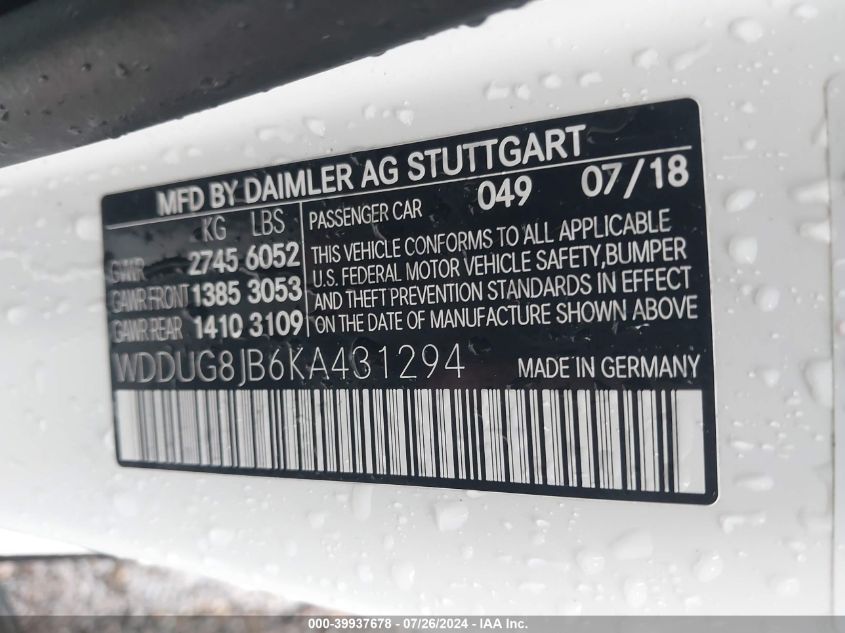 MFD BY DAIMLER AG STUTTGART
KG LBS
GVWR 2745 6052
GAWR FRONT 1385 3053
GAWR REAR 1410 3109
PASSENGER CAR 049 07/18
THIS VEHICLE CONFORMS TO ALL APPLICABLE
U.S. FEDERAL MOTOR VEHICLE SAFETY,BUMPER
AND THEFT PREVENTION STANDARDS IN EFFECT
ON THE DATE OF MANUFACTURE SHOWN ABOVE
WDDUG8JB6KA431294 MADE IN GERMANY
000-39937678 / 07/26/2024 - IAA Inc.